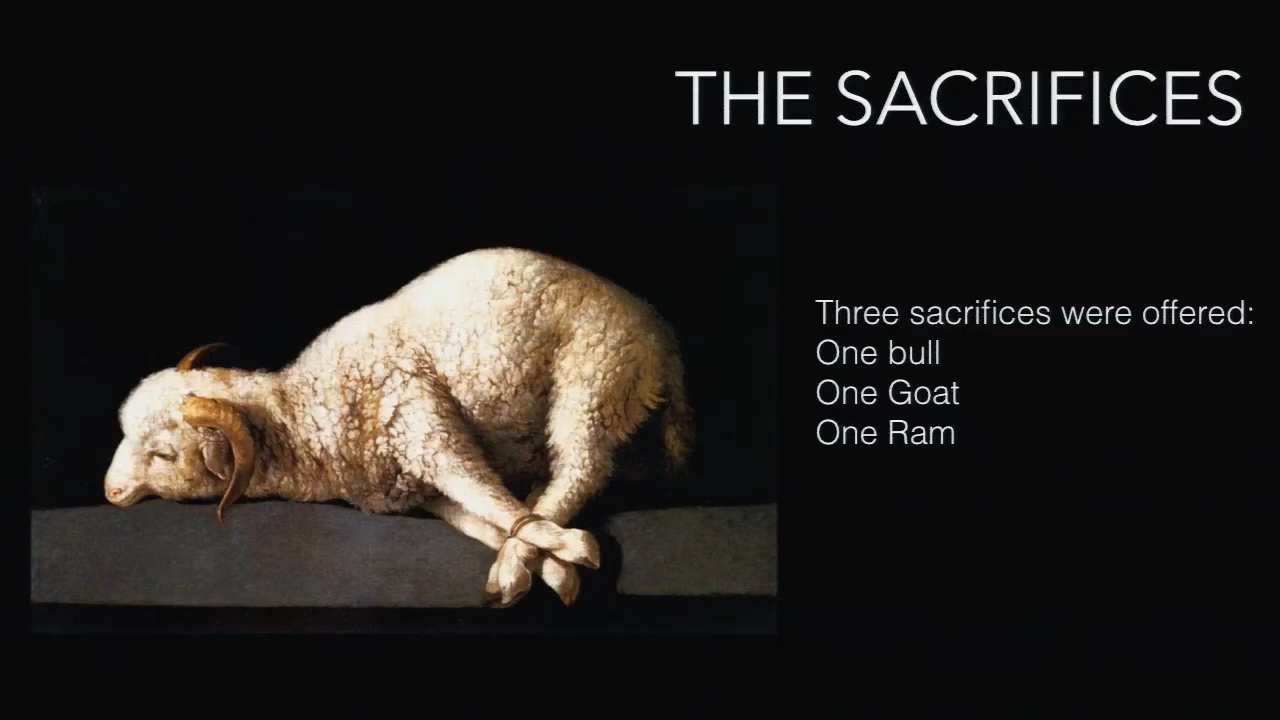 THE SACRIFICES
Three sacrifices were offered:
One bull
One Goat
One Ram